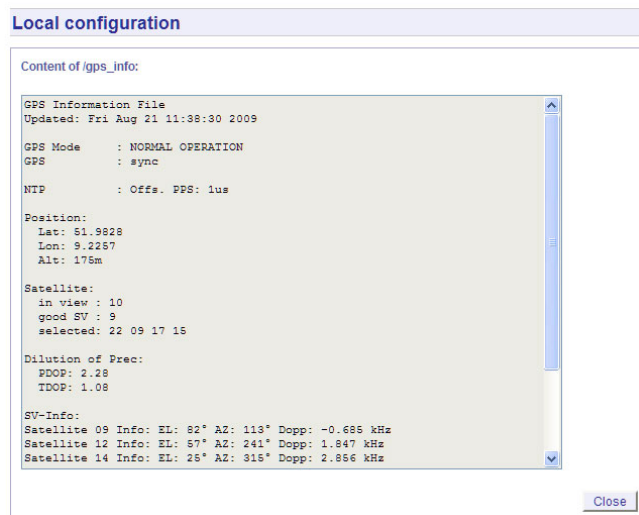 Local configuration
Content of /gps_info:
GPS Information File
Updated: Fri Aug 21 11:38:30 2009
GPS Mode : NORMAL OPERATION
GPS : sync
NTP : Offs. PPS: 1us
Position:
Lat: 51.9828
Lon: 9.2257
Alt: 175m
Satellite:
in view : 10
good SV : 9
selected: 22 09 17 15
Dilution of Prec:
PDOP: 2.28
TDOP: 1.08
SV-Info:
Satellite 09 Info: EL: 82° AZ: 113° Dopp: -0.685 kHz
Satellite 12 Info: EL: 57° AZ: 241° Dopp: 1.847 kHz
Satellite 14 Info: EL: 25° AZ: 315° Dopp: 2.856 kHz
Close